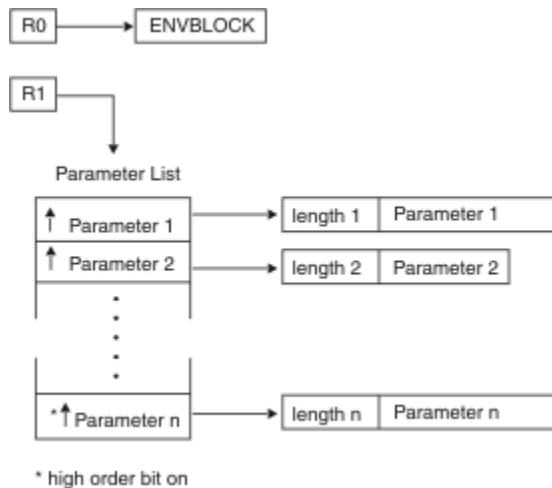 R0 ENVBLOCK
R1
Parameter List
↑ Parameter 1 length 1 Parameter 1
↑ Parameter 2 length 2 Parameter 2
*↑ Parameter n length n Parameter n
* high order bit on